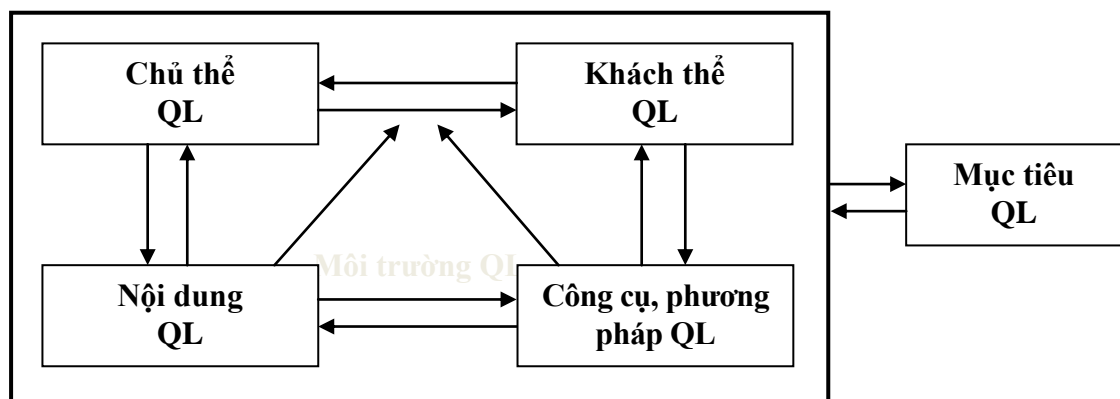 Chủ thể
QL
Khách thể
QL
Mục tiêu
QL
Môi trường QL
Nội dung
QL
Công cụ, phương
pháp QL